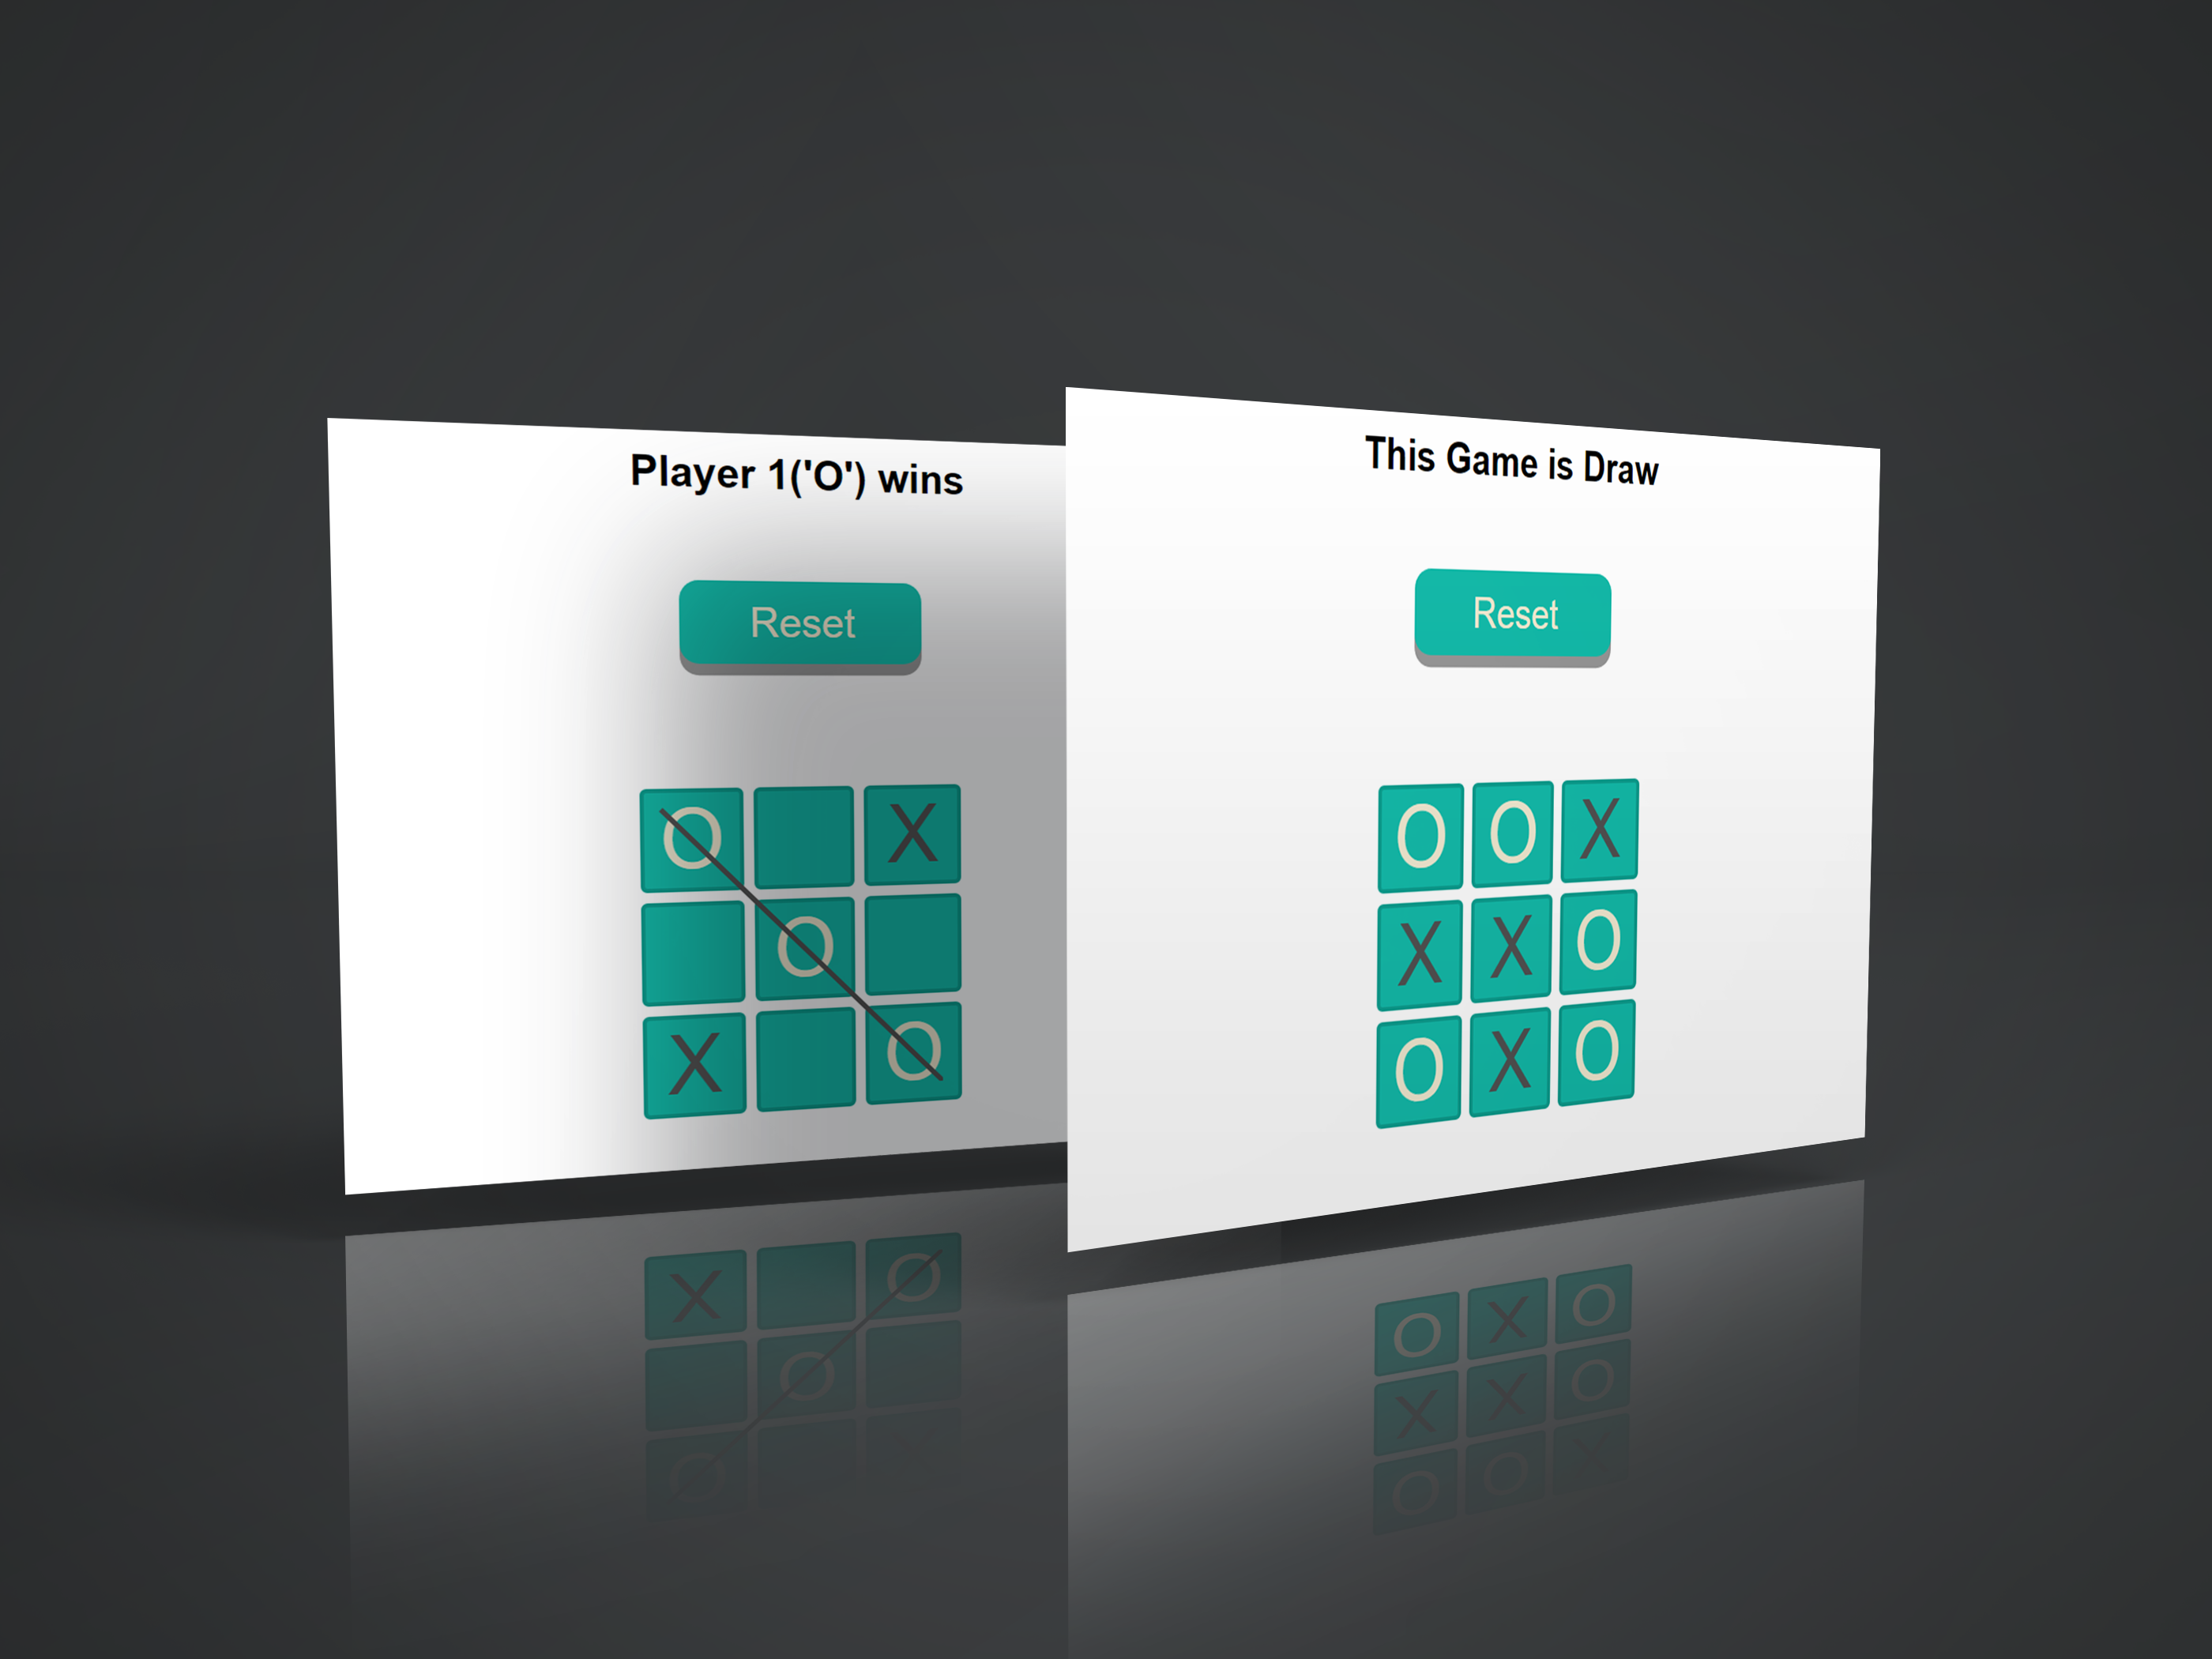 Player 1('O') wins
Reset
O X
O
X O
This Game is Draw
Reset
O O X
X X O
O X O